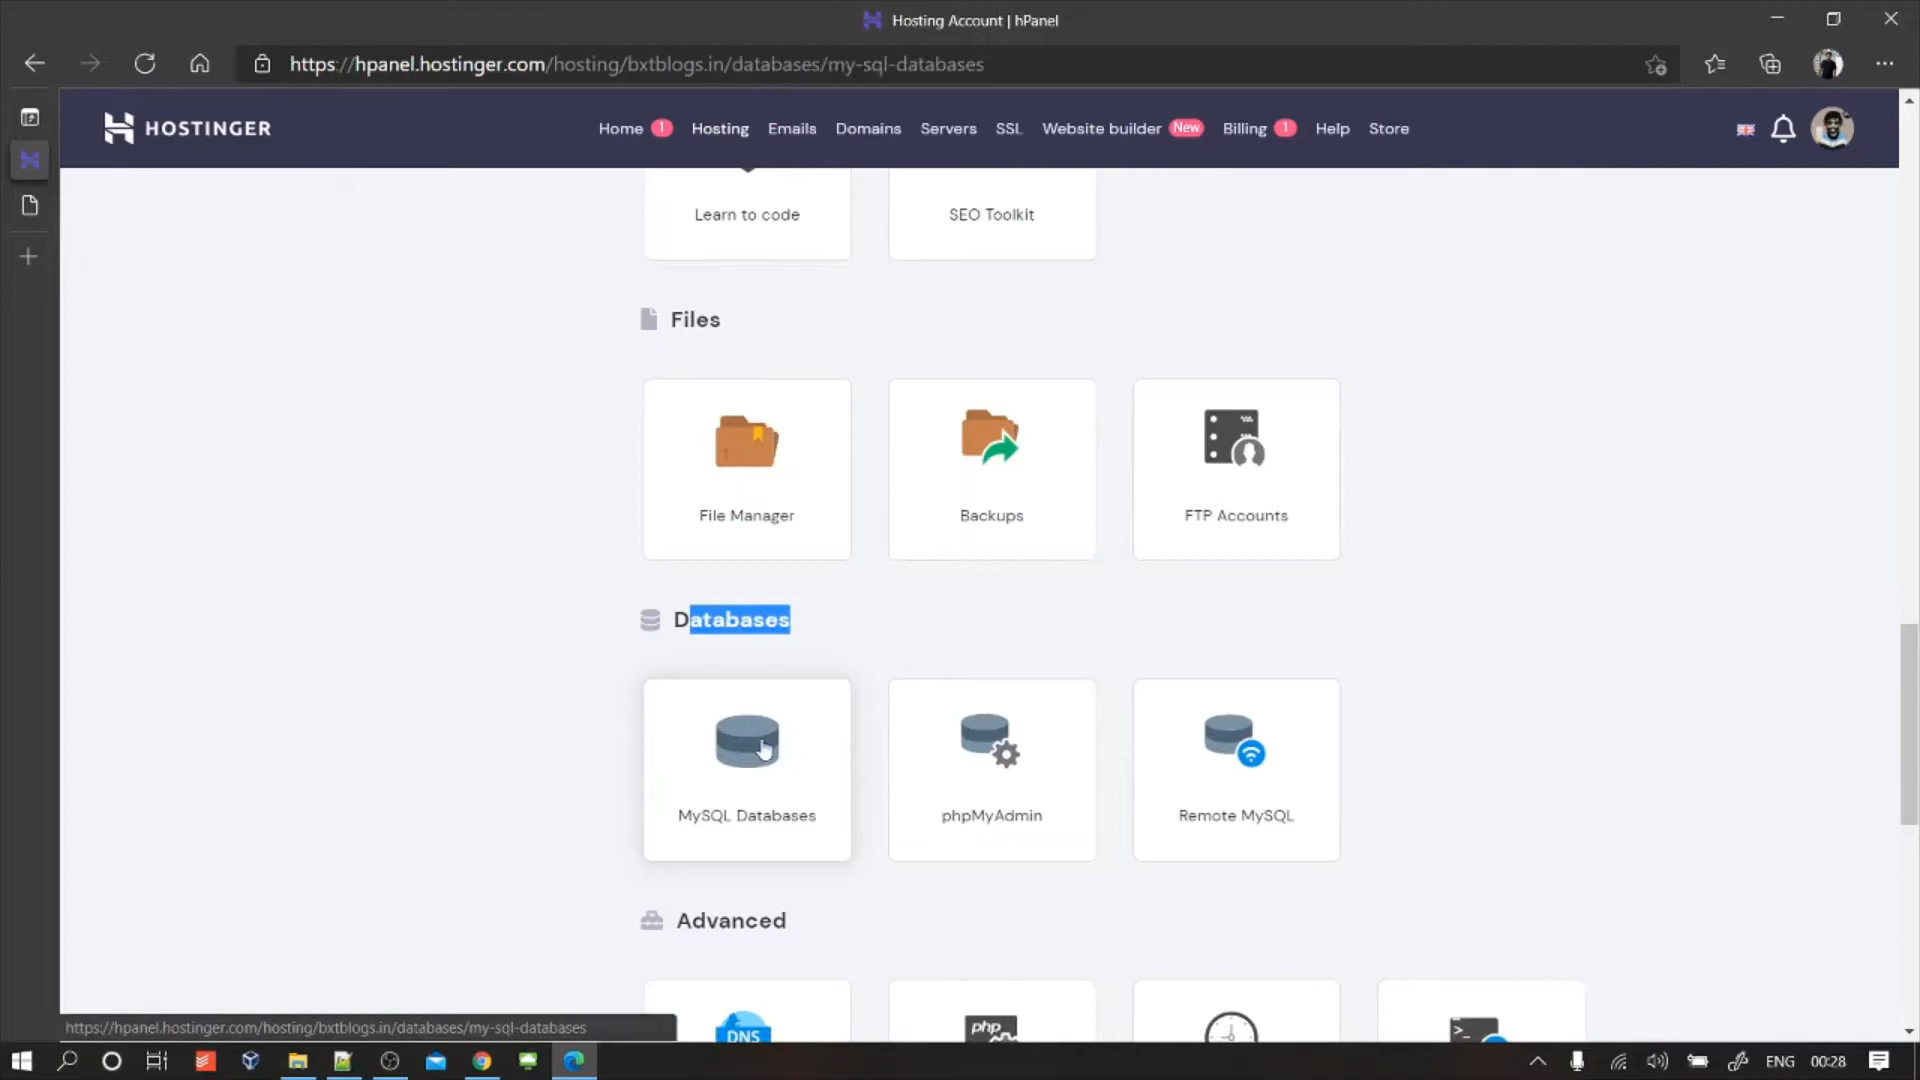 Hosting Account | hPanel
https://hpanel.hostinger.com/hosting/bxtblogs.in/databases/my-sql-databases
HOSTINGER
Home 1 Hosting Emails Domains Servers SSL Website builder New Billing 1 Help Store
Learn to code
SEO Toolkit
Files
File Manager
Backups
FTP Accounts
Databases
MySQL Databases
phpMyAdmin
Remote MySQL
Advanced
DNS
php
https://hpanel.hostinger.com/hosting/bxtblogs.in/databases/my-sql-databases
ENG 00:28